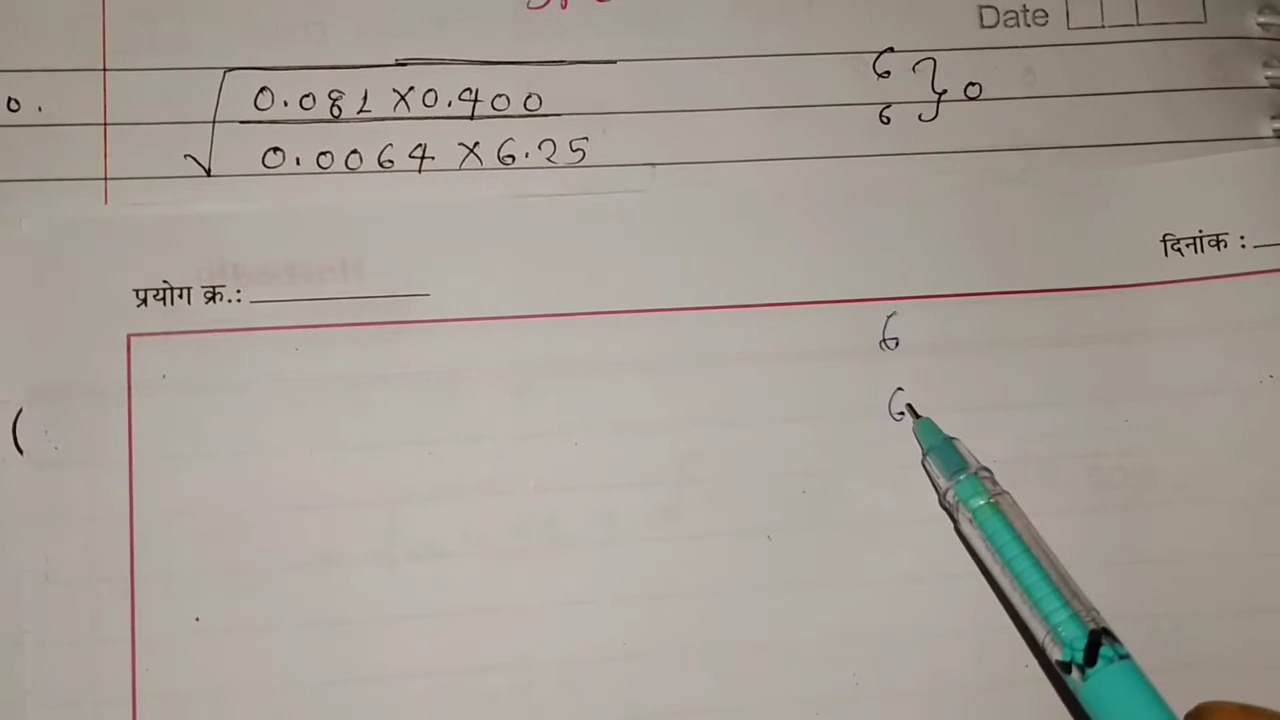 Date
0.081 × 0.400
0. 6 } 0
0.0064 × 6.25 6
दिनांक :
प्रयोग क्र.:
6
(
6